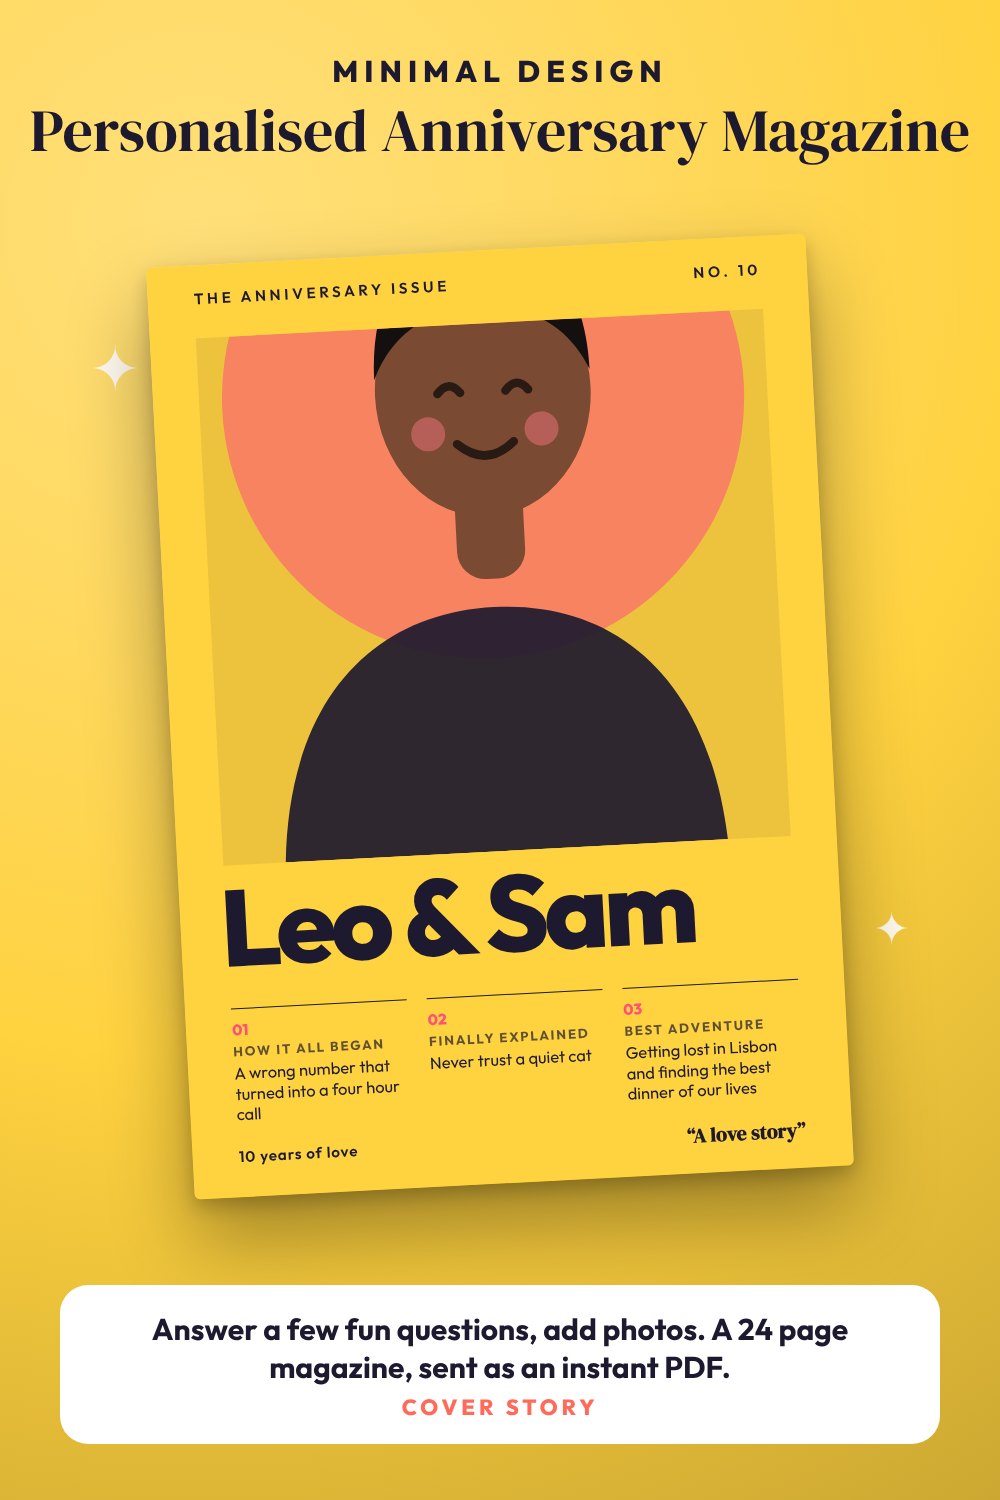 MINIMAL DESIGN
Personalised Anniversary Magazine
THE ANNIVERSARY ISSUE
NO. 10
Leo & Sam
01
HOW IT ALL BEGAN
A wrong number that
turned into a four hour
call
02
FINALLY EXPLAINED
Never trust a quiet cat
03
BEST ADVENTURE
Getting lost in Lisbon
and finding the best
dinner of our lives
10 years of love
“A love story”
Answer a few fun questions, add photos. A 24 page
magazine, sent as an instant PDF.
COVER STORY